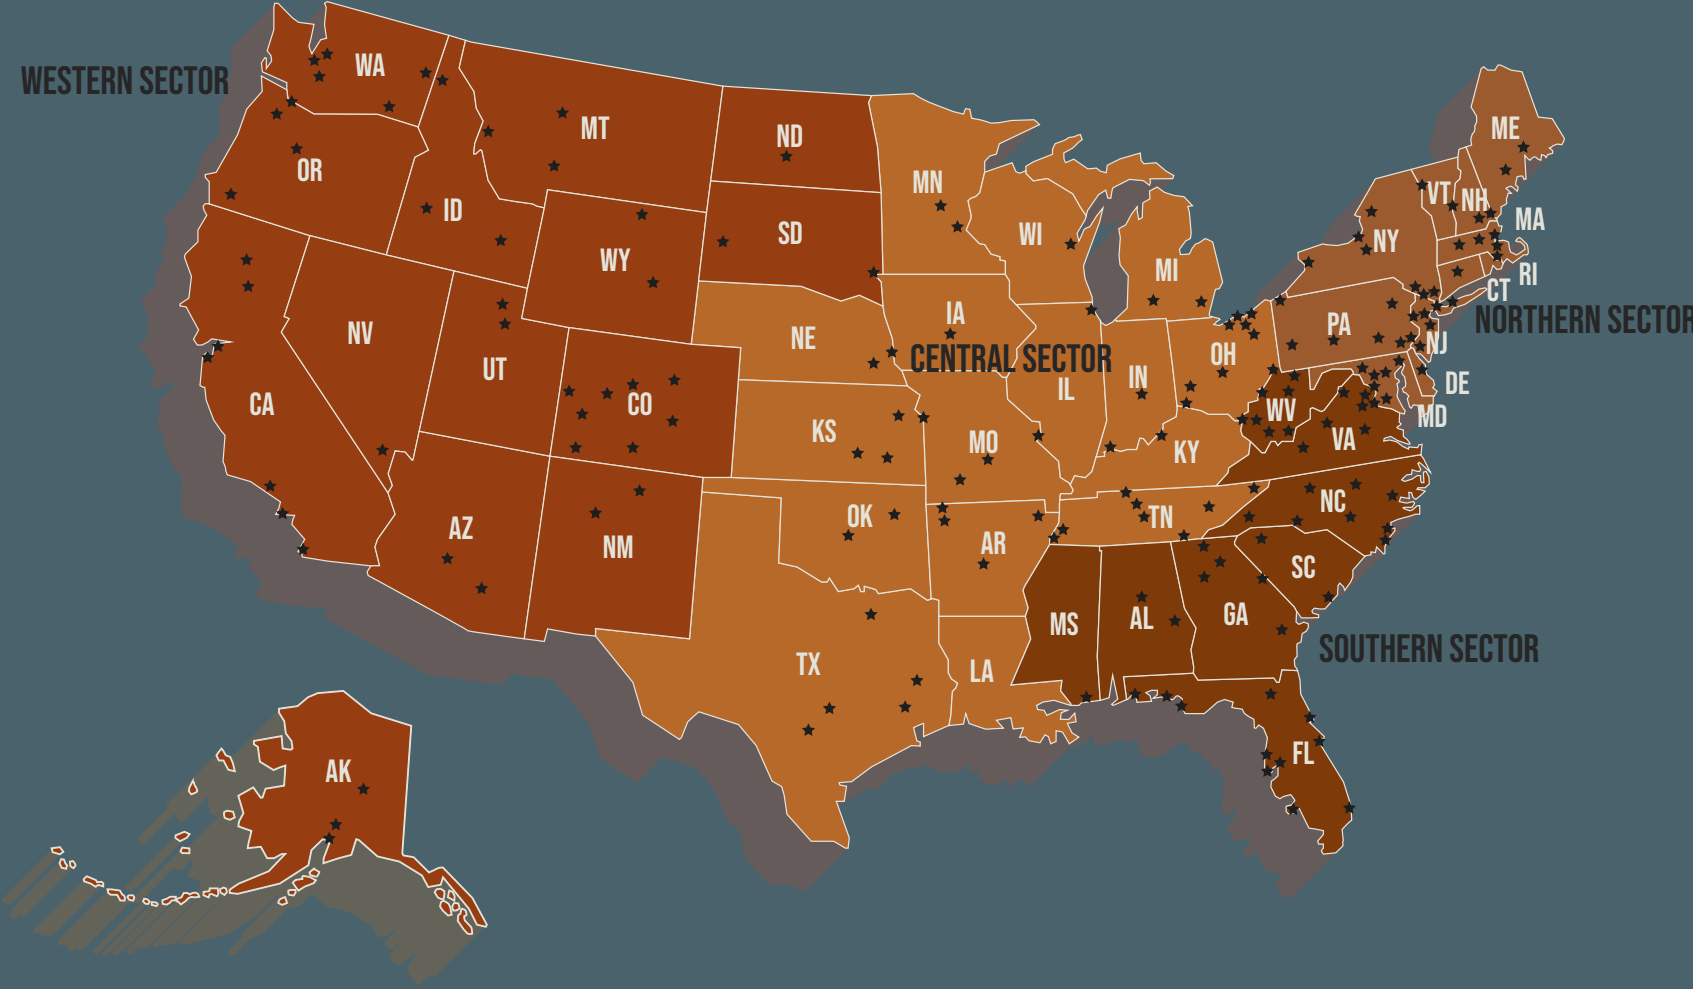 WESTERN SECTOR
WA
OR
ID
MT
ND
SD
WY
MN
WI
MI
ME
VT
NH
MA
NY
RI
CT
NORTHERN SECTOR
PA
NJ
DE
MD
NV
CA
UT
CO
NE
IA
CENTRAL SECTOR
IL
IN
OH
WV
VA
KS
MO
KY
AZ
NM
OK
AR
TN
NC
SC
TX
LA
MS
AL
GA
SOUTHERN SECTOR
FL
AK